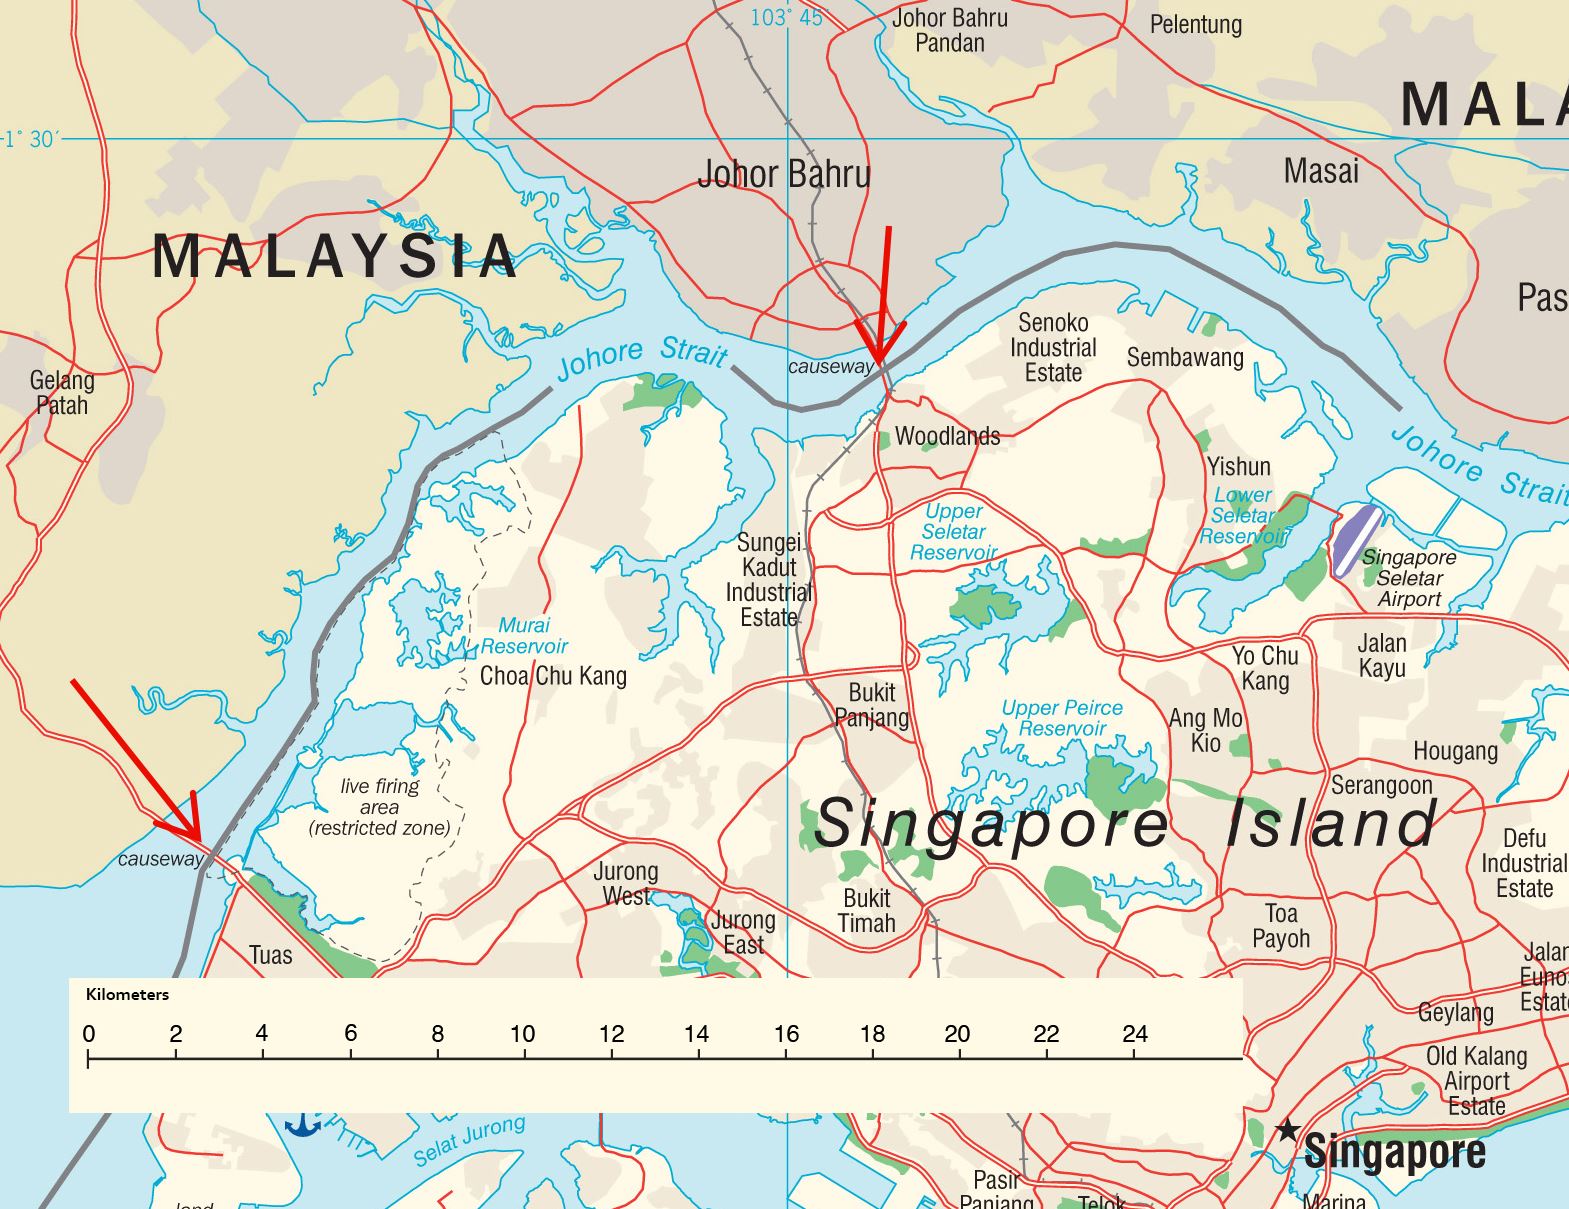 103° 45′
Johor Bahru
Pandan
Pelentung
MALA
1° 30′
Johor Bahru
Masai
MALAYSIA
Pas
Senoko
Industrial
Estate
Sembawang
Johore Strait
causeway
Gelang
Patah
Woodlands
Johore Strait
Yishun
Lower
Seletar
Reservoir
Upper
Seletar
Reservoir
Sungei
Kadut
Industrial
Estate
Singapore
Seletar
Airport
Murai
Reservoir
Choa Chu Kang
Jalan
Kayu
Yo Chu
Kang
Bukit
Panjang
Upper Peirce
Reservoir
Ang Mo
Kio
Hougang
live firing
area
(restricted zone)
Serangoon
Singapore Island
causeway
Defu
Industrial
Estate
Jurong
West
Bukit
Timah
Jurong
East
Toa
Payoh
Tuas
Jalan
Eunos
Estate
Kilometers
0 2 4 6 8 10 12 14 16 18 20 22 24
Geylang
Old Kalang
Airport
Estate
Selat Jurong
Singapore
Pasir
Panjang
Telok
Marina